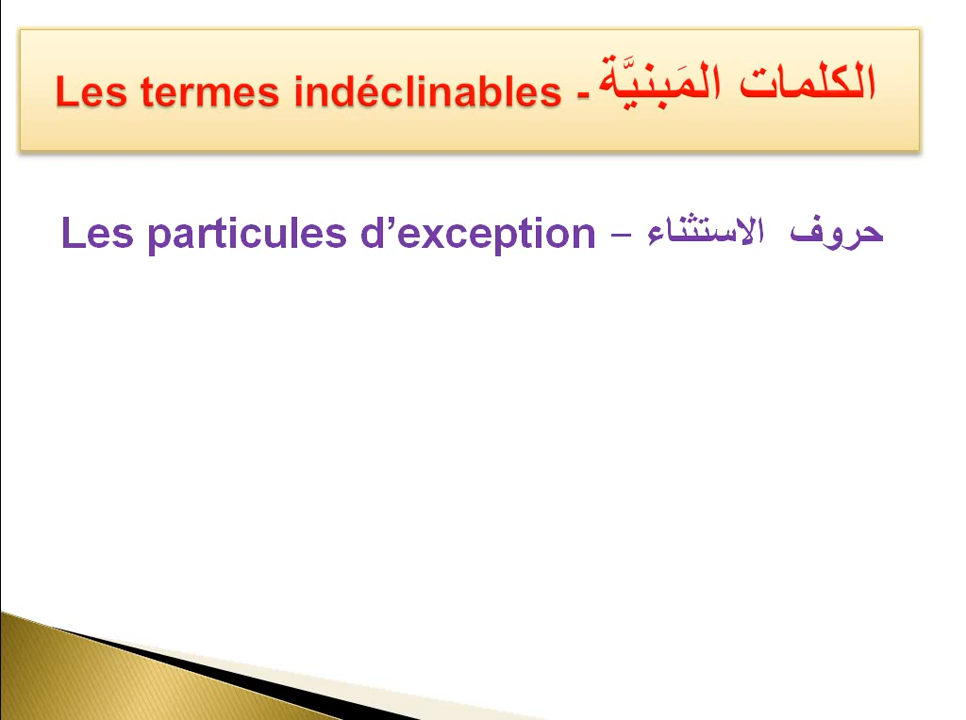 Les termes indéclinables - الكلمات المَبنيَّة
Les particules d’exception – حروف الاستثناء